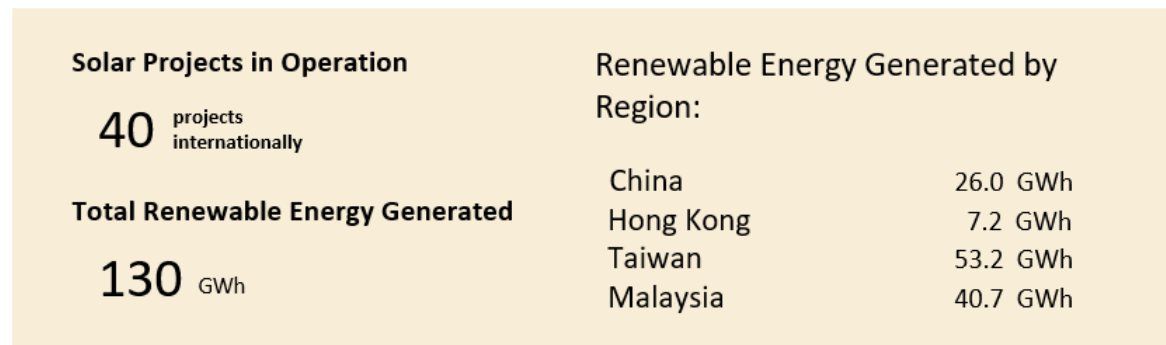 Solar Projects in Operation
40 projects internationally
Total Renewable Energy Generated
130 GWh
Renewable Energy Generated by
Region:
China 26.0 GWh
Hong Kong 7.2 GWh
Taiwan 53.2 GWh
Malaysia 40.7 GWh